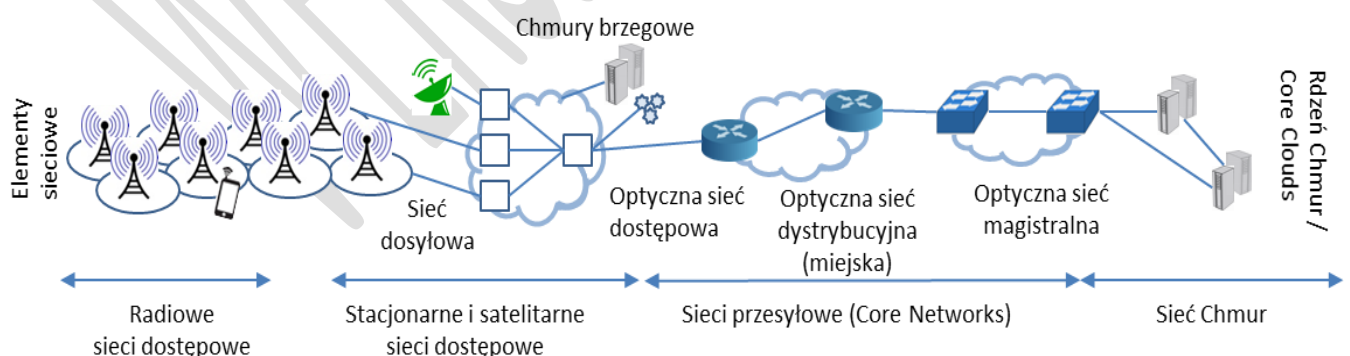 Chmury brzegowe
Elementy
sieciowe
Rdzeń Chmur /
Core Clouds
Sieć
dosyłowa
Optyczna sieć
dostępowa
Optyczna sieć
dystrybucyjna
(miejska)
Optyczna sieć
magistralna
Radiowe
sieci dostępowe
Stacjonarne i satelitarne
sieci dostępowe
Sieci przesyłowe (Core Networks)
Sieć Chmur